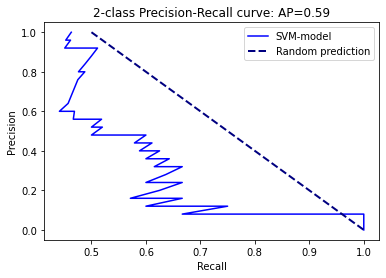 2-class Precision-Recall curve: AP=0.59
SVM-model
Random prediction
Precision
1.0
0.8
0.6
0.4
0.2
0.0
0.5 0.6 0.7 0.8 0.9 1.0
Recall